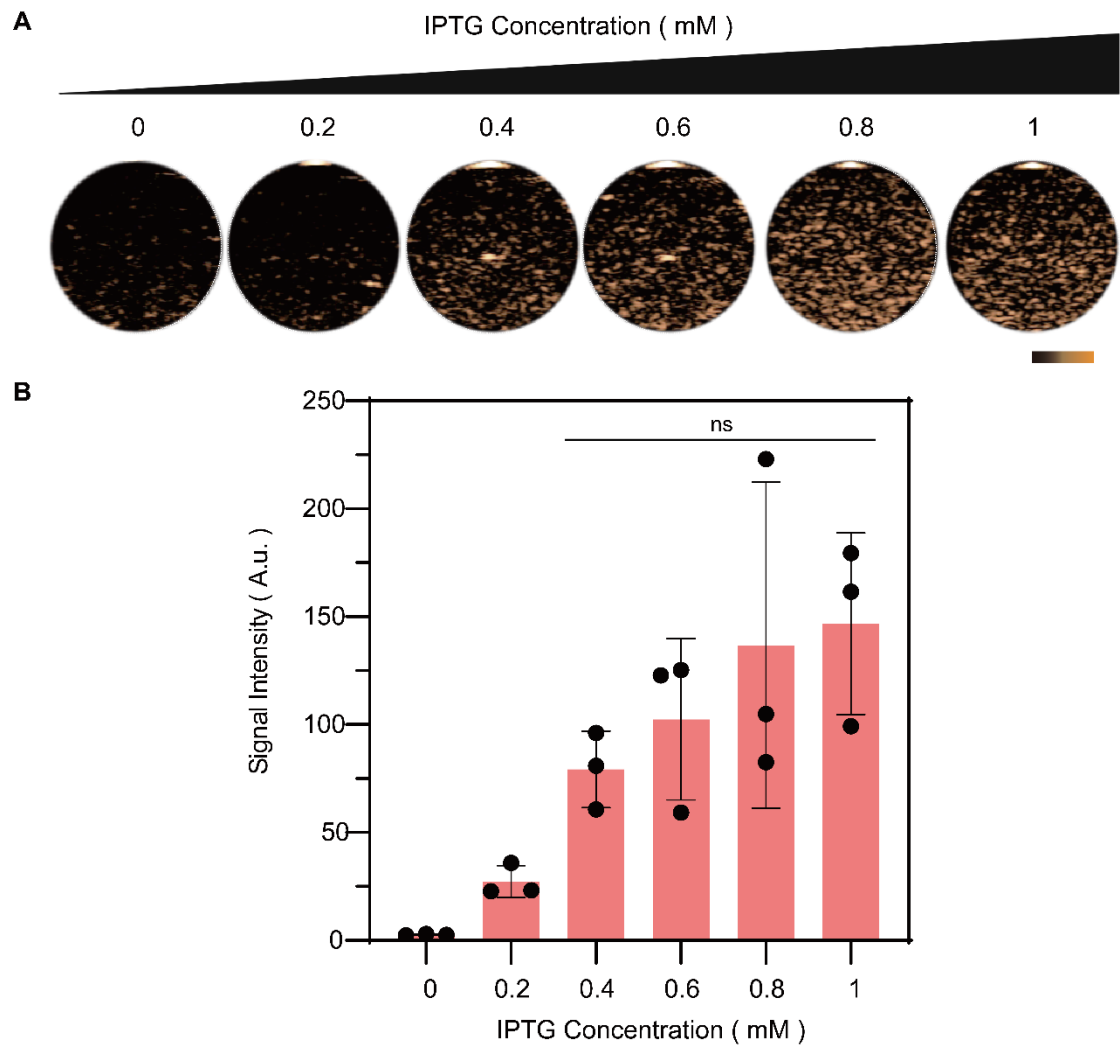 A
IPTG Concentration ( mM )
0 0.2 0.4 0.6 0.8 1
B
250
200
150
100
50
0
Signal Intensity ( A.u. )
ns
0 0.2 0.4 0.6 0.8 1
IPTG Concentration ( mM )